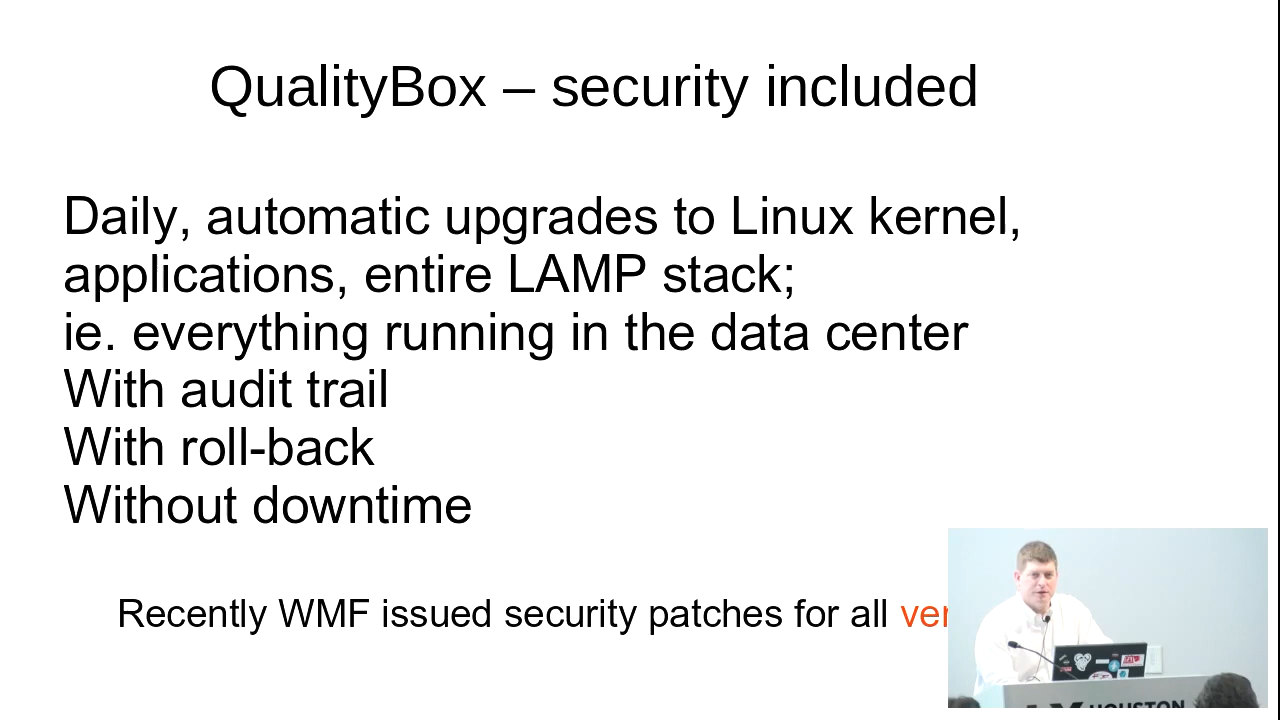 QualityBox – security included
Daily, automatic upgrades to Linux kernel,
applications, entire LAMP stack;
ie. everything running in the data center
With audit trail
With roll-back
Without downtime
Recently WMF issued security patches for all
HOUSTON